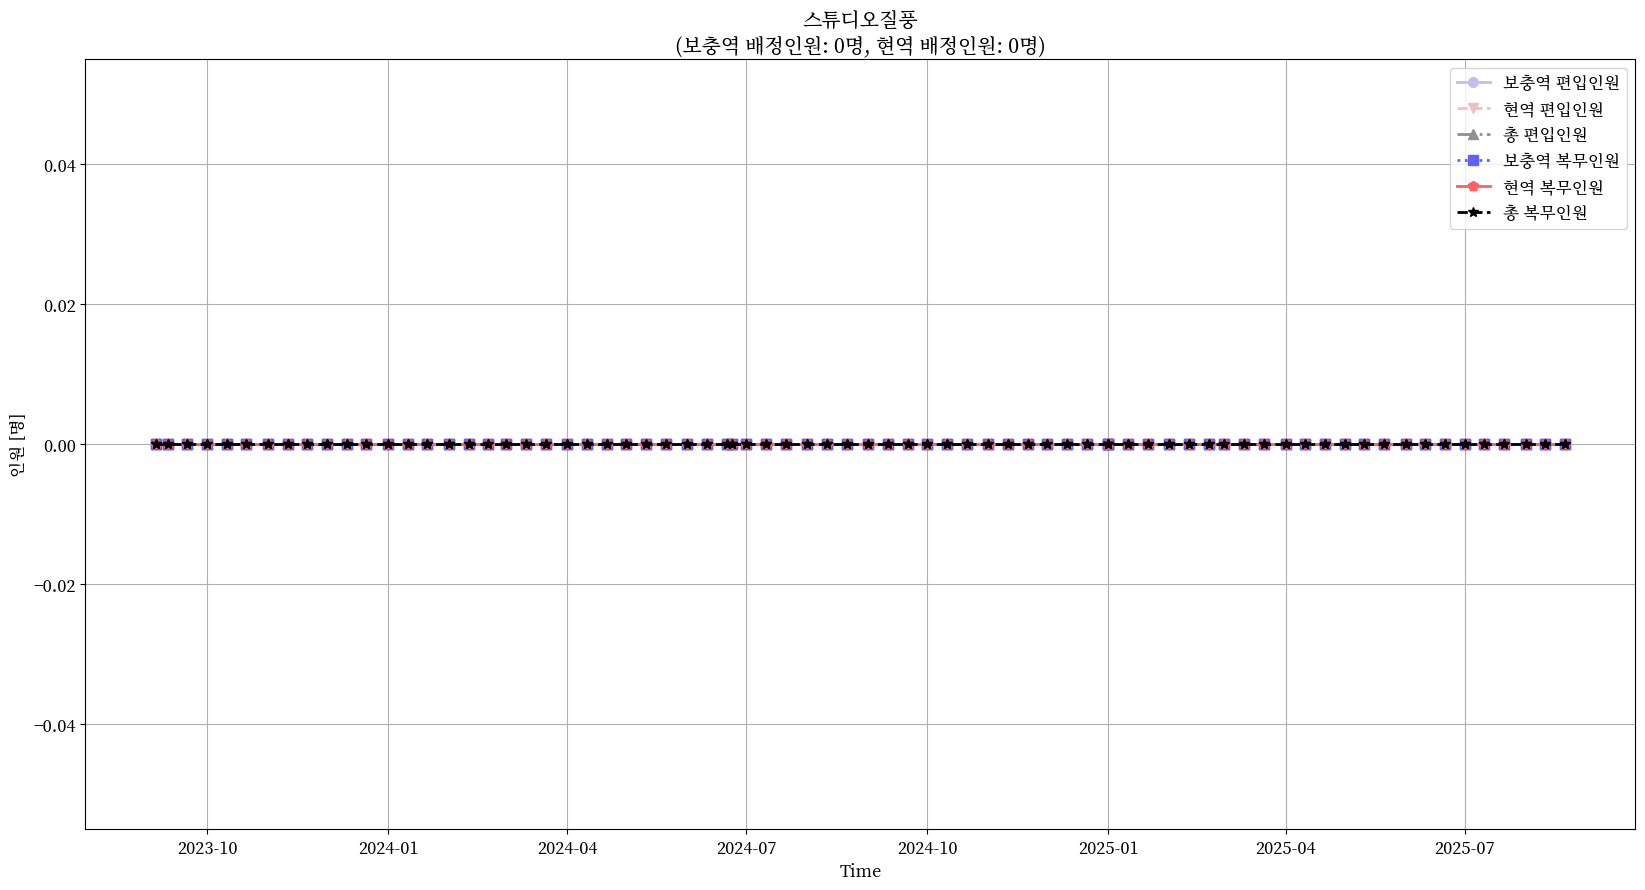 스튜디오질풍
(보충역 배정인원: 0명, 현역 배정인원: 0명)
보충역 편입인원
현역 편입인원
총 편입인원
보충역 복무인원
현역 복무인원
총 복무인원
인원 [명]
0.04
0.02
0.00
−0.02
−0.04
2023-10
2024-01
2024-04
2024-07
2024-10
2025-01
2025-04
2025-07
Time